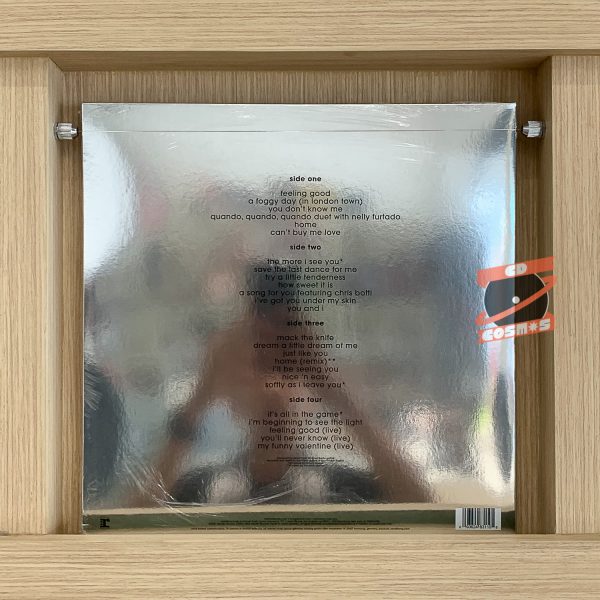 side one
feeling good
a foggy day (in london town)
you don't know me
quando, quando, quando duet with nelly furtado
home
can't buy me love
side two
the more i see you*
save the last dance for me
try a little tenderness
how sweet it is
a song for you featuring chris botti
i've got you under my skin
you and i
side three
mack the knife
dream a little dream of me
just like you
home (remix)**
i'll be seeing you
nice 'n easy
softly as i leave you*
side four
it's all in the game*
i'm beginning to see the light
feeling good (live)
you'll never know (live)
my funny valentine (live)
CD
COSMOS